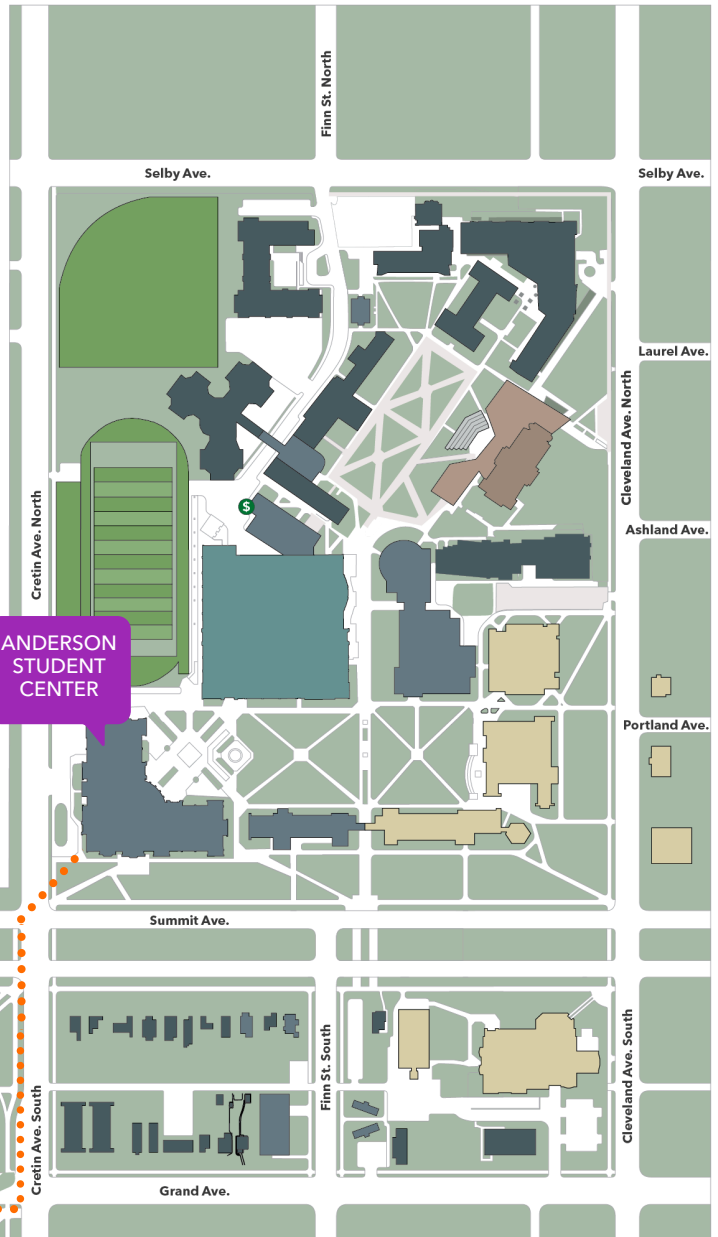 Finn St. North
Selby Ave.
Selby Ave.
Laurel Ave.
Cleveland Ave. North
$
Ashland Ave.
Cretin Ave. North
ANDERSON
STUDENT
CENTER
Portland Ave.
Summit Ave.
Finn St. South
Cleveland Ave. South
Cretin Ave. South
Grand Ave.